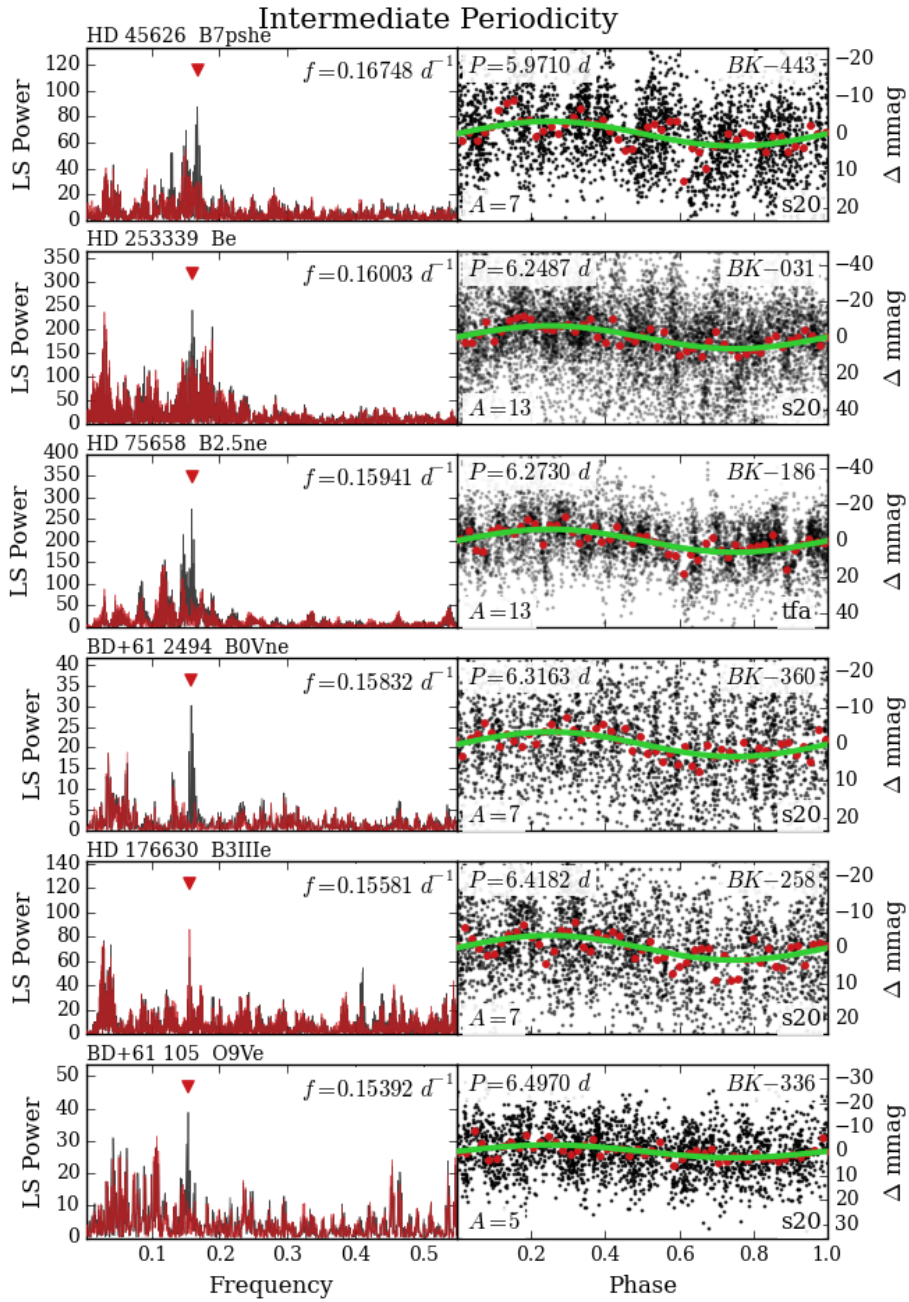 Intermediate Periodicity
HD 45626 B7pshe
LS Power
120
100
80
60
40
20
0
f=0.16748 d⁻¹
P=5.9710 d
BK−443
A=7
s20
−20
−10
0
10
20
Δ mmag
HD 253339 Be
LS Power
350
300
250
200
150
100
50
0
f=0.16003 d⁻¹
P=6.2487 d
BK−031
A=13
s20
−40
−20
0
20
40
Δ mmag
HD 75658 B2.5ne
LS Power
400
350
300
250
200
150
100
50
0
f=0.15941 d⁻¹
P=6.2730 d
BK−186
A=13
tfa
−40
−20
0
20
40
Δ mmag
BD+61 2494 B0Vne
LS Power
40
35
30
25
20
15
10
5
0
f=0.15832 d⁻¹
P=6.3163 d
BK−360
A=7
s20
−20
−10
0
10
20
Δ mmag
HD 176630 B3IIIe
LS Power
140
120
100
80
60
40
20
0
f=0.15581 d⁻¹
P=6.4182 d
BK−258
A=7
s20
−20
−10
0
10
20
Δ mmag
BD+61 105 O9Ve
LS Power
50
40
30
20
10
0
f=0.15392 d⁻¹
P=6.4970 d
BK−336
A=5
s20
−30
−20
−10
0
10
20
30
Δ mmag
0.1 0.2 0.3 0.4 0.5
Frequency
0.2 0.4 0.6 0.8 1.0
Phase